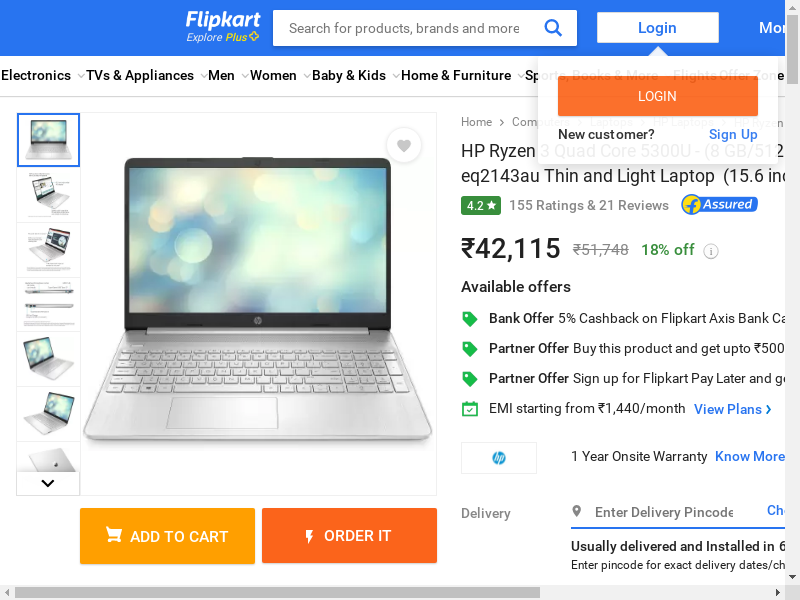 Flipkart
Explore Plus
Search for products, brands and more
Login
Mor
Electronics
TVs & Appliances
Men
Women
Baby & Kids
Home & Furniture
Sports, Books & More
Flights
Offer Zone
LOGIN
New customer? Sign Up
Home
HP Ryzen 3 Quad Core 5300U - (8 GB/512
eq2143au Thin and Light Laptop (15.6 inc
4.2
155 Ratings & 21 Reviews
Assured
₹42,115 ₹51,748 18% off
Available offers
Bank Offer 5% Cashback on Flipkart Axis Bank Ca
Partner Offer Buy this product and get upto ₹500
Partner Offer Sign up for Flipkart Pay Later and ge
EMI starting from ₹1,440/month View Plans
hp
1 Year Onsite Warranty Know More
ADD TO CART
ORDER IT
Delivery
Enter Delivery Pincode
Che
Usually delivered and Installed in 6
Enter pincode for exact delivery dates/ch